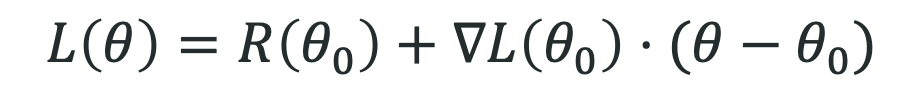 L(θ) = R(θ₀) + ∇L(θ₀) · (θ − θ₀)